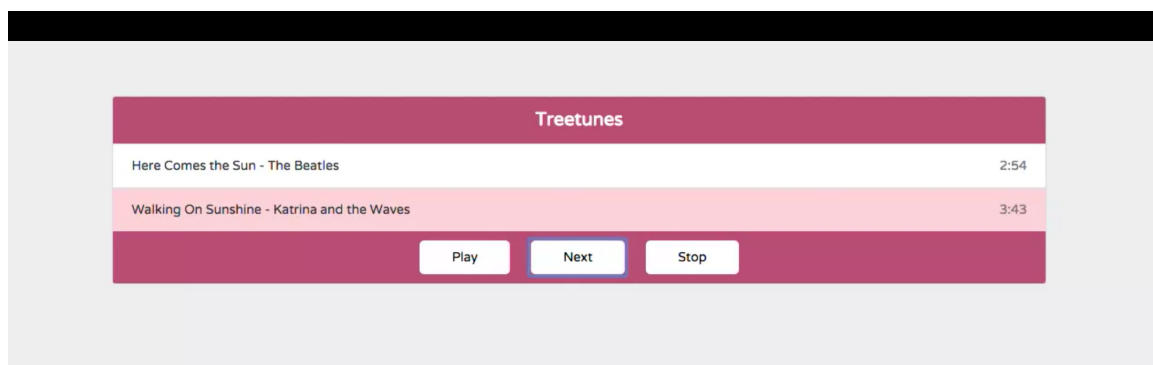 Treetunes
Here Comes the Sun - The Beatles 2:54
Walking On Sunshine - Katrina and the Waves 3:43
Play Next Stop